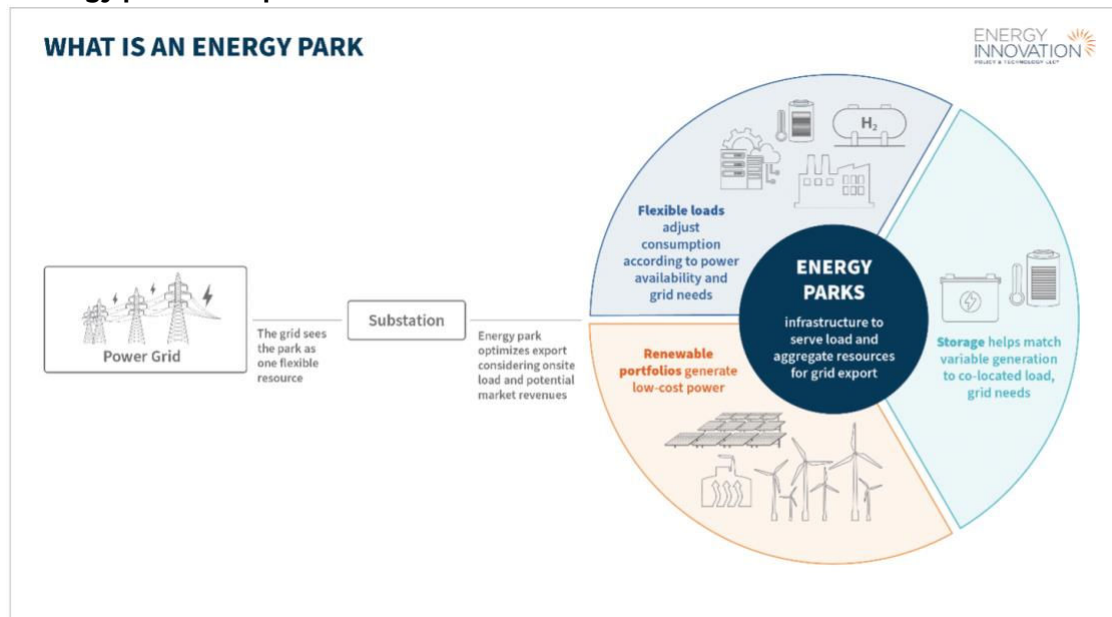 WHAT IS AN ENERGY PARK
ENERGY
INNOVATION
POLICY & TECHNOLOGY LLC®
H2
Flexible loads
adjust
consumption
according to power
availability and
grid needs
ENERGY
PARKS
infrastructure to
serve load and
aggregate resources
for grid export
Power Grid
The grid sees
the park as
one flexible
resource
Substation
Energy park
optimizes export
considering onsite
load and potential
market revenues
Renewable
portfolios generate
low-cost power
Storage helps match
variable generation
to co-located load,
grid needs